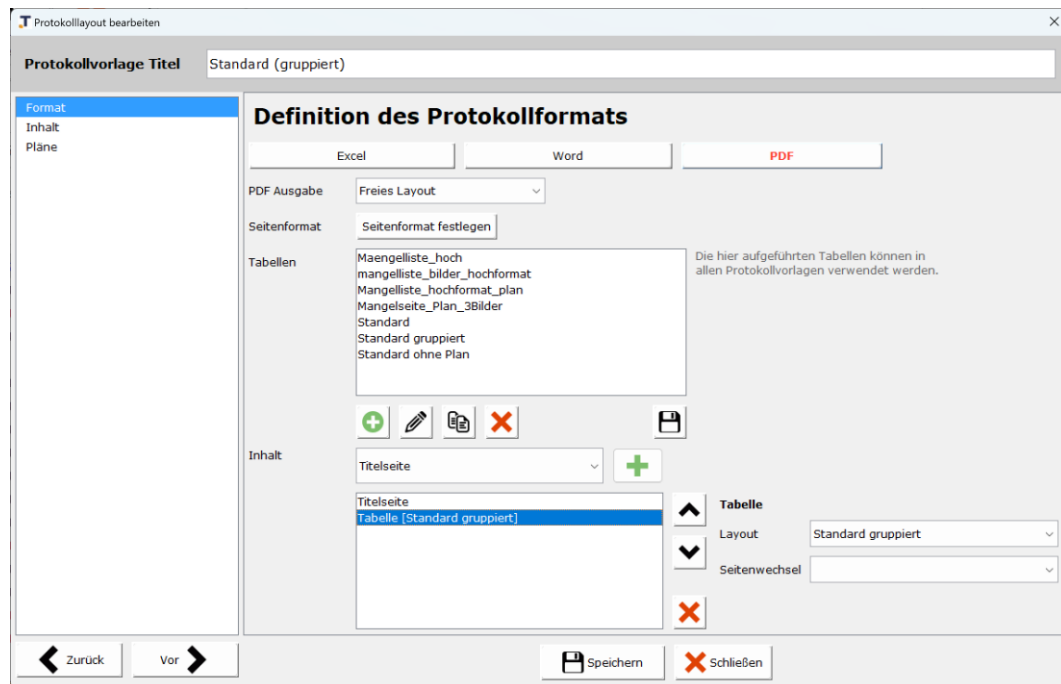 Protokolllayout bearbeiten
Protokollvorlage Titel Standard (gruppiert)
Format
Inhalt
Pläne
Definition des Protokollformats
Excel Word PDF
PDF Ausgabe Freies Layout
Seitenformat Seitenformat festlegen
Tabellen
Maengelliste_hoch
mangelliste_bilder_hochformat
Mangelliste_hochformat_plan
Mangelseite_Plan_3Bilder
Standard
Standard gruppiert
Standard ohne Plan
Die hier aufgeführten Tabellen können in
allen Protokollvorlagen verwendet werden.
Inhalt Titelseite
Titelseite
Tabelle [Standard gruppiert]
Tabelle
Layout Standard gruppiert
Seitenwechsel
Zurück Vor Speichern Schließen